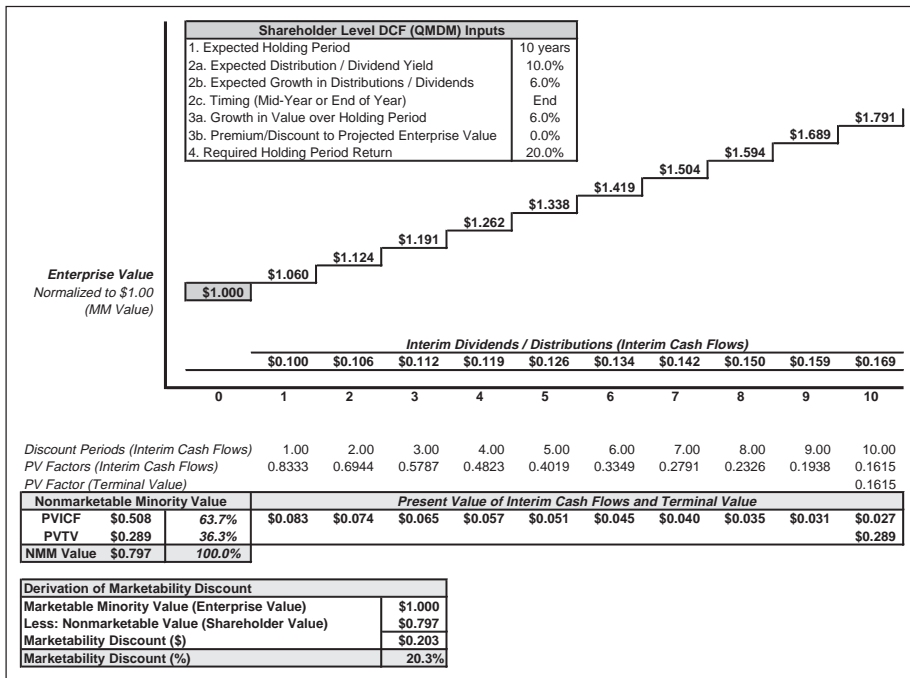 Shareholder Level DCF (QMDM) Inputs
1. Expected Holding Period 10 years
2a. Expected Distribution / Dividend Yield 10.0%
2b. Expected Growth in Distributions / Dividends 6.0%
2c. Timing (Mid-Year or End of Year) End
3a. Growth in Value over Holding Period 6.0%
3b. Premium/Discount to Projected Enterprise Value 0.0%
4. Required Holding Period Return 20.0%
$1.791
$1.689
$1.594
$1.504
$1.419
$1.338
$1.262
$1.191
$1.124
$1.060
Enterprise Value
Normalized to $1.00 $1.000
(MM Value)
Interim Dividends / Distributions (Interim Cash Flows)
$0.100 $0.106 $0.112 $0.119 $0.126 $0.134 $0.142 $0.150 $0.159 $0.169
0 1 2 3 4 5 6 7 8 9 10
Discount Periods (Interim Cash Flows) 1.00 2.00 3.00 4.00 5.00 6.00 7.00 8.00 9.00 10.00
PV Factors (Interim Cash Flows) 0.8333 0.6944 0.5787 0.4823 0.4019 0.3349 0.2791 0.2326 0.1938 0.1615
PV Factor (Terminal Value) 0.1615
Nonmarketable Minority Value Present Value of Interim Cash Flows and Terminal Value
PVICF $0.508 63.7% $0.083 $0.074 $0.065 $0.057 $0.051 $0.045 $0.040 $0.035 $0.031 $0.027
PVTV $0.289 36.3% $0.289
NMM Value $0.797 100.0%
Derivation of Marketability Discount
Marketable Minority Value (Enterprise Value) $1.000
Less: Nonmarketable Value (Shareholder Value) $0.797
Marketability Discount ($) $0.203
Marketability Discount (%) 20.3%